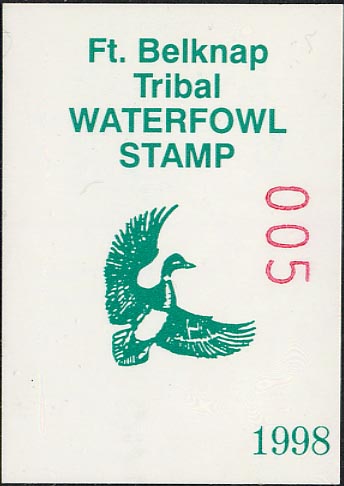 Ft. Belknap
Tribal
WATERFOWL
STAMP
005
1998